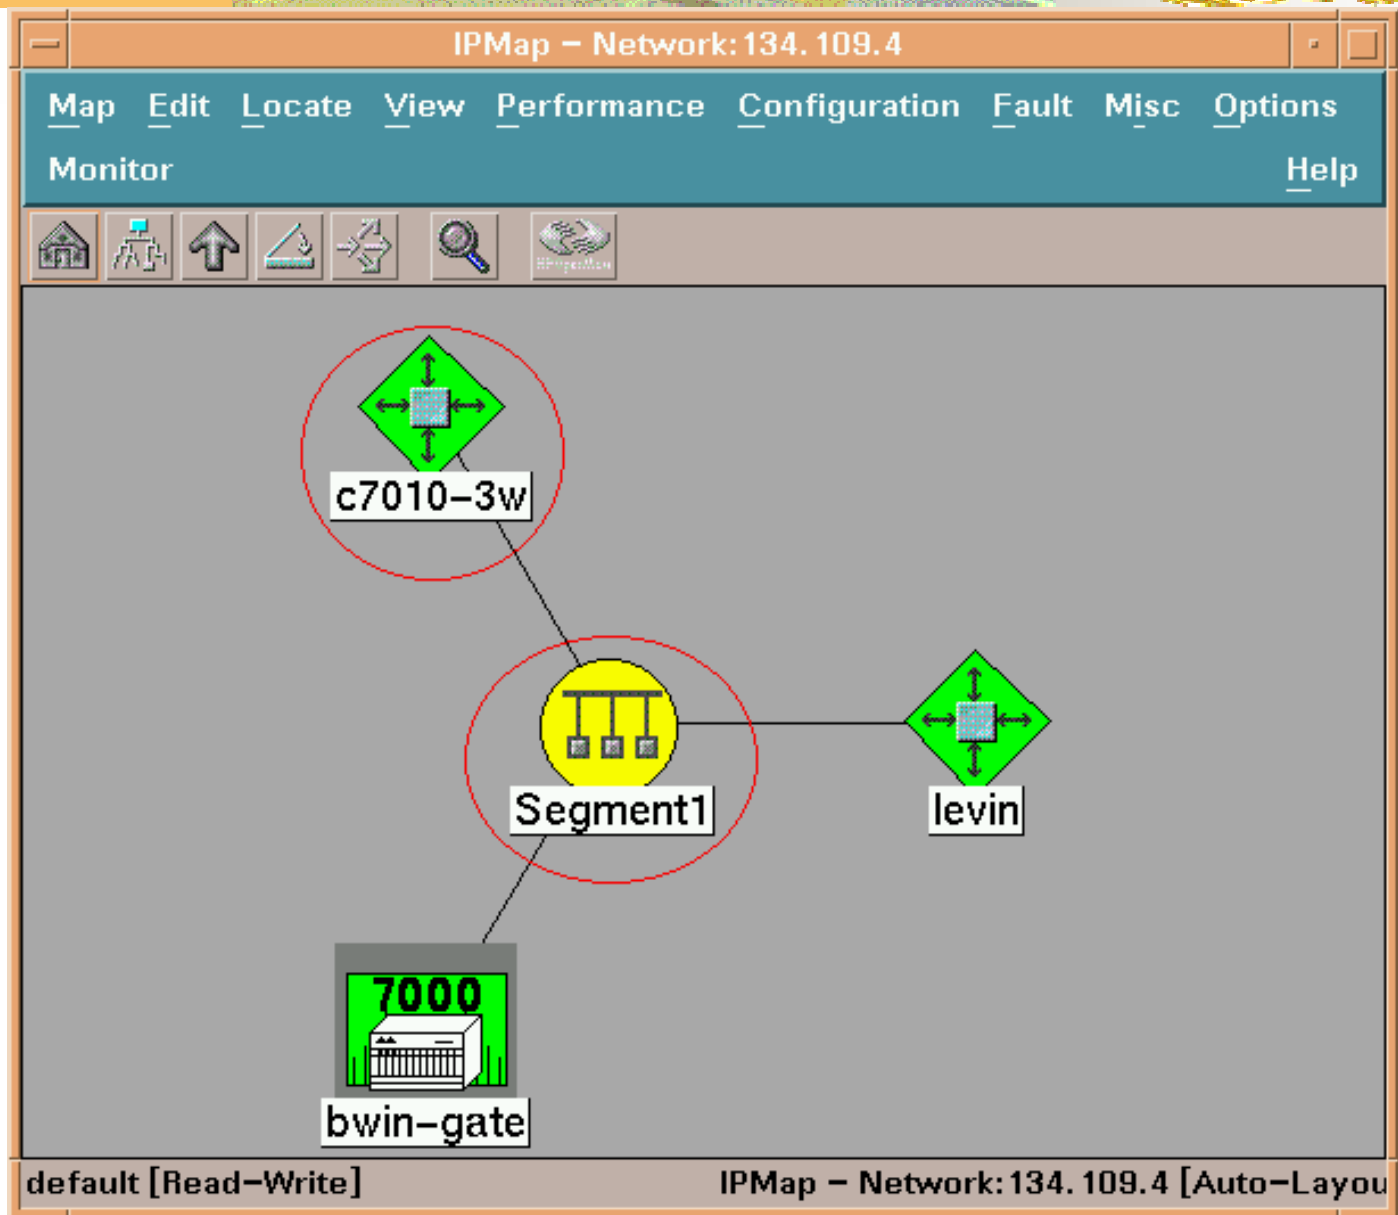 IPMap - Network:134.109.4
Map Edit Locate View Performance Configuration Fault Misc Options
Monitor Help
c7010-3w
Segment1
levin
7000
bwin-gate
default [Read-Write] IPMap - Network:134.109.4 [Auto-Layou